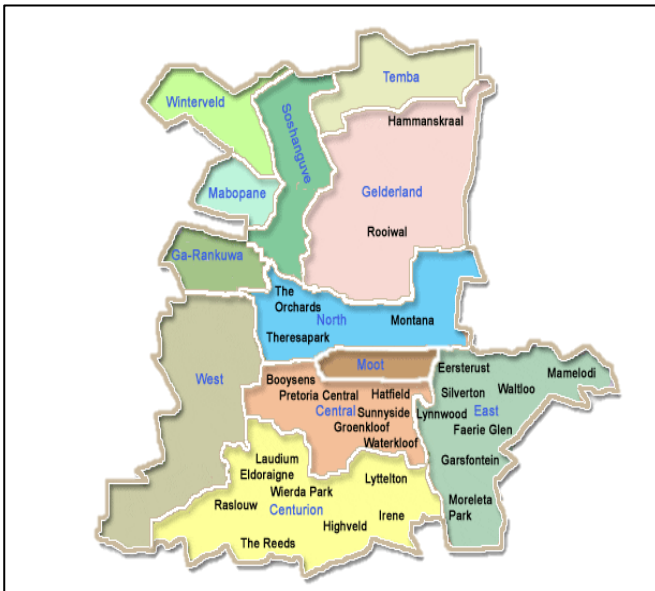 Temba
Winterveld
Soshanguve
Hammanskraal
Mabopane
Gelderland
Rooiwal
Ga-Rankuwa
The
Orchards
North
Montana
Theresapark
Moot
West
Booysens
Pretoria Central
Hatfield
Central
Sunnyside
Groenkloof
Waterkloof
Eersterust
Mamelodi
Silverton
Waltloo
Lynnwood
East
Faerie Glen
Garsfontein
Moreleta
Park
Laudium
Eldoraigne
Lyttelton
Wierda Park
Raslouw
Centurion
Irene
Highveld
The Reeds